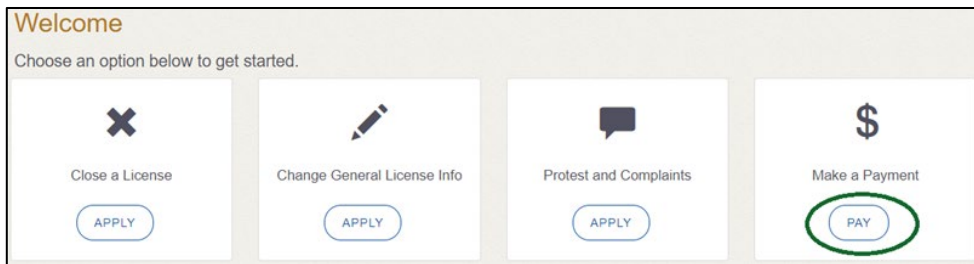 Welcome
Choose an option below to get started.
Close a License
Change General License Info
Protest and Complaints
$
Make a Payment
APPLY
APPLY
APPLY
PAY